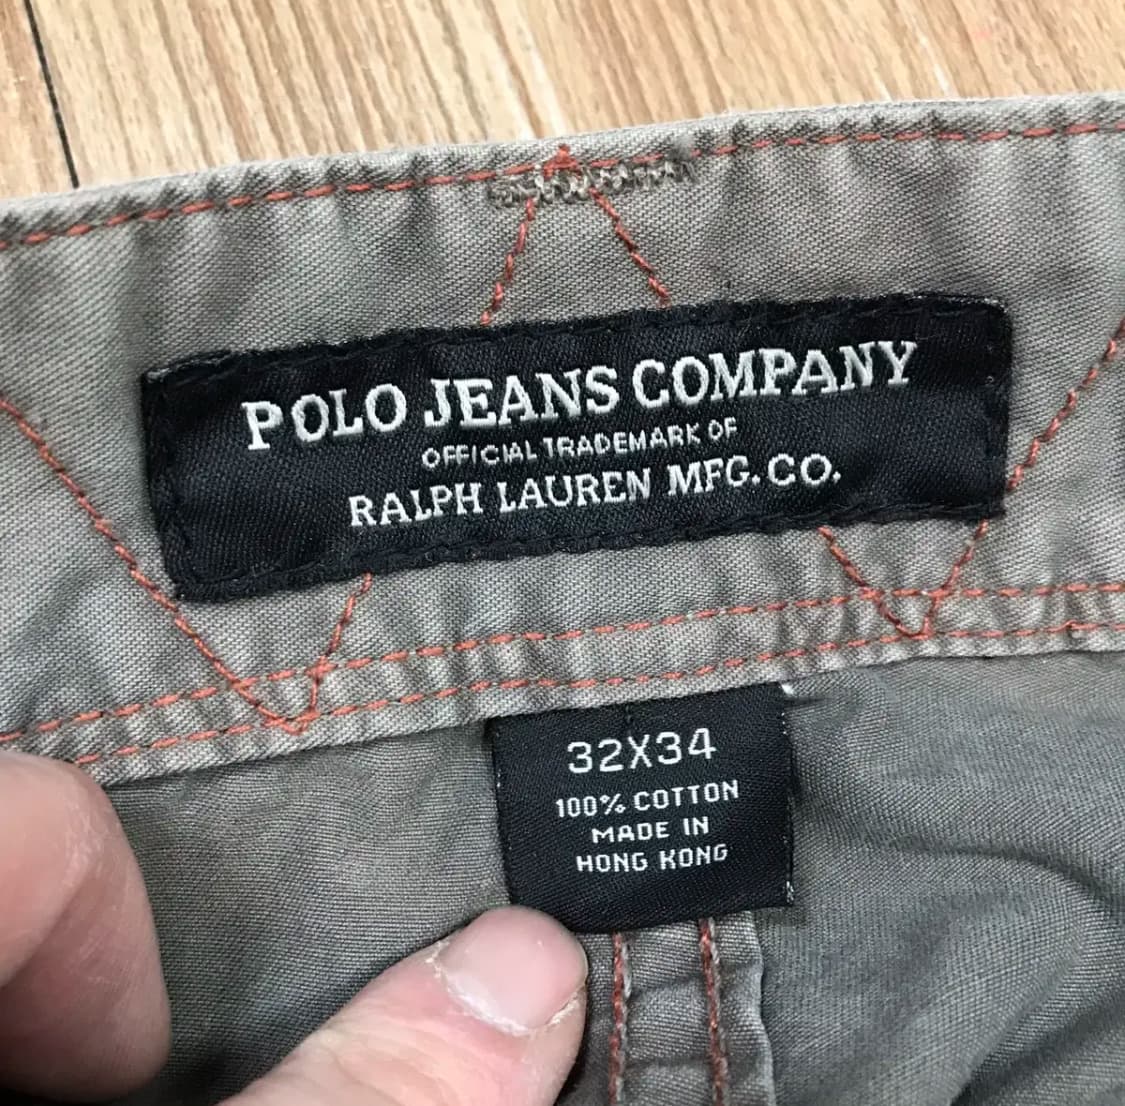 POLO JEANS COMPANY
OFFICIAL TRADEMARK OF
RALPH LAUREN MFG. CO.
32X34
100% COTTON
MADE IN
HONG KONG